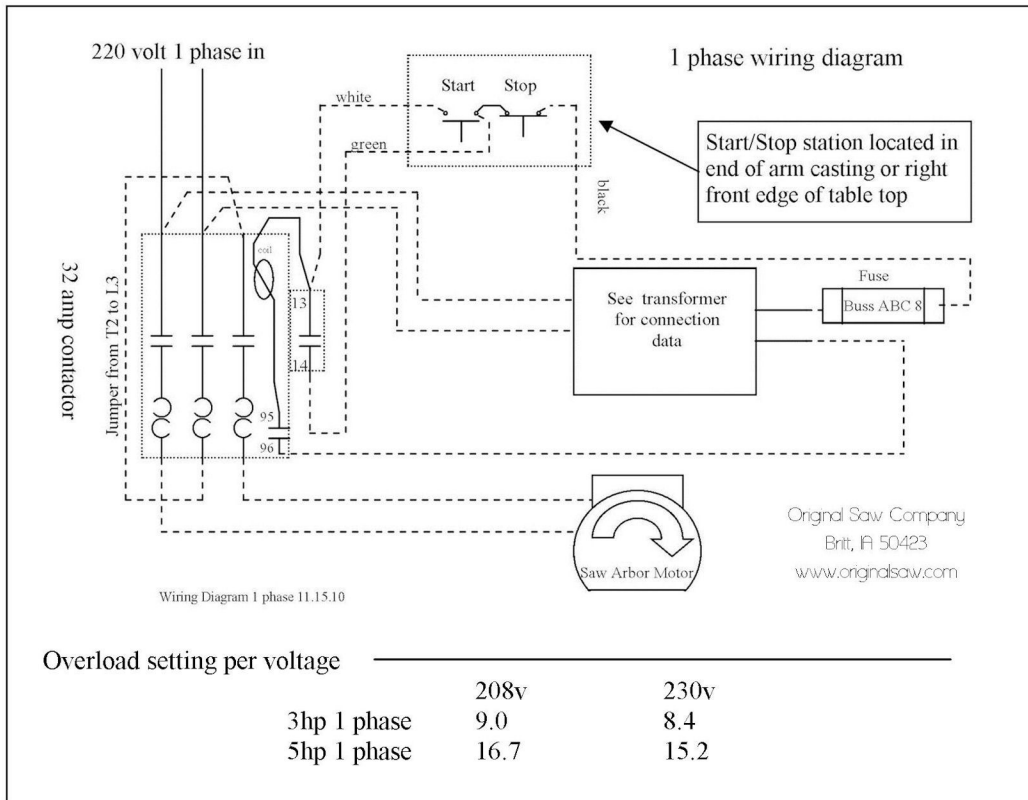 220 volt 1 phase in
1 phase wiring diagram
Start Stop
white
green
black
Start/Stop station located in
end of arm casting or right
front edge of table top
32 amp contactor
Jumper from T2 to L3
coil
13
14
95
96
See transformer
for connection
data
Fuse
Buss ABC 8
Saw Arbor Motor
Original Saw Company
Britt, IA 50423
www.originalsaw.com
Wiring Diagram 1 phase 11.15.10
Overload setting per voltage
208v 230v
3hp 1 phase 9.0 8.4
5hp 1 phase 16.7 15.2